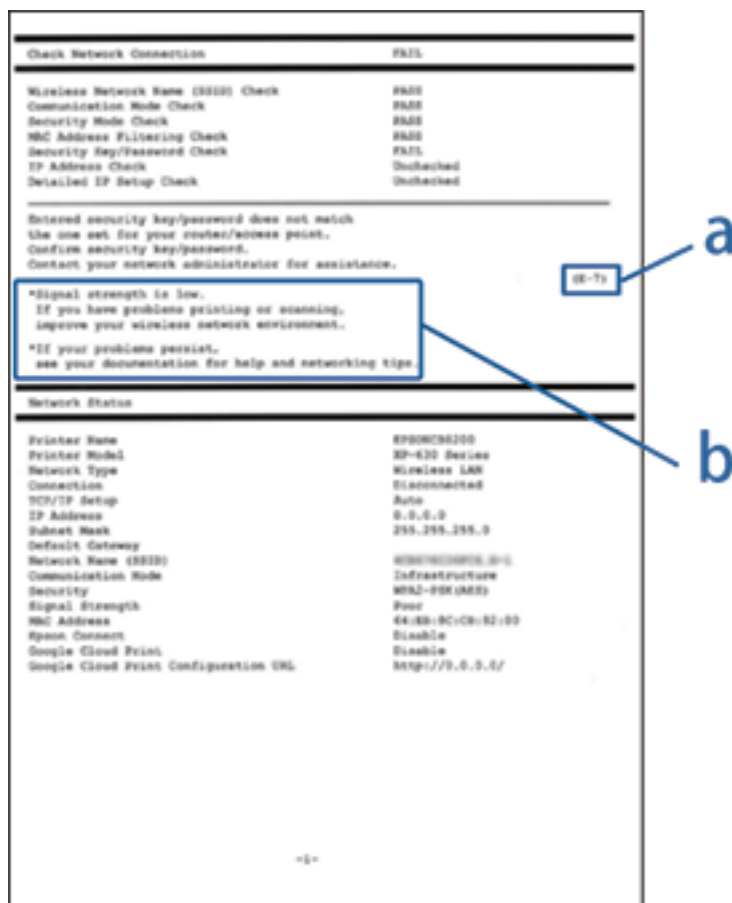 Check Network Connection FAIL
Wireless Network Name (SSID) Check PASS
Communication Mode Check PASS
Security Mode Check PASS
MAC Address Filtering Check PASS
Security Key/Password Check FAIL
IP Address Check Unchecked
Detailed IP Setup Check Unchecked
Entered security key/password does not match
the one set for your router/access point.
Confirm security key/password.
Contact your network administrator for assistance.
(E-7)
a
*Signal strength is low.
If you have problems printing or scanning,
improve your wireless network environment.
*If your problems persist,
see your documentation for help and networking tips.
b
Network Status
Printer Name
Printer Model XP-630 Series
Network Type Wireless LAN
Connection Disconnected
TCP/IP Setup Auto
IP Address 0.0.0.0
Subnet Mask 255.255.255.0
Default Gateway
Network Name (SSID)
Communication Mode Infrastructure
Security WPA2-PSK(AES)
Signal Strength Poor
MAC Address
Epson Connect Disable
Google Cloud Print Disable
Google Cloud Print Configuration URL http://0.0.0.0/
-1-